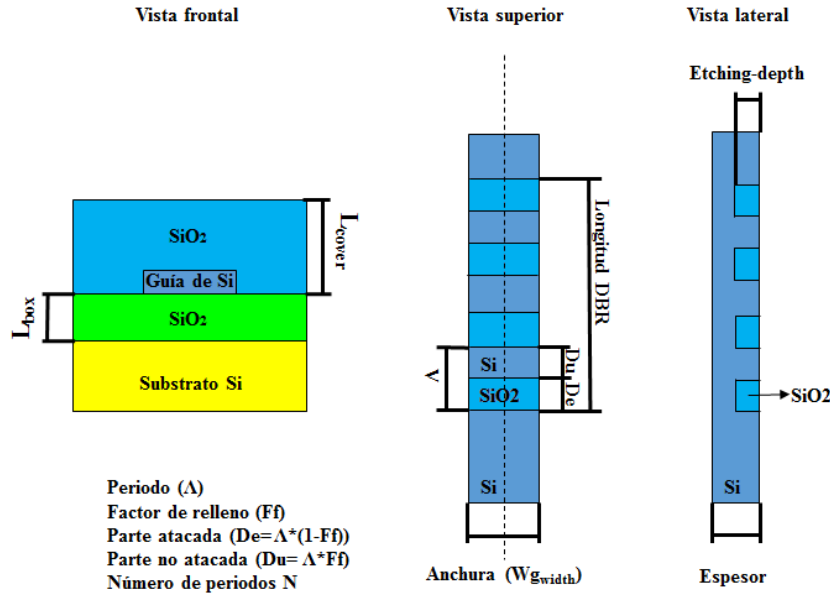 Vista frontal
Vista superior
Vista lateral
Etching-depth
SiO₂
Lcover
Guía de Si
Lbox
SiO₂
Substrato Si
Longitud DBR
Λ
Si
Du
SiO2
De
Si
SiO2
Si
Periodo (Λ)
Factor de relleno (Ff)
Parte atacada (De= Λ*(1-Ff))
Parte no atacada (Du= Λ*Ff)
Número de periodos N
Anchura (Wgwidth)
Espesor